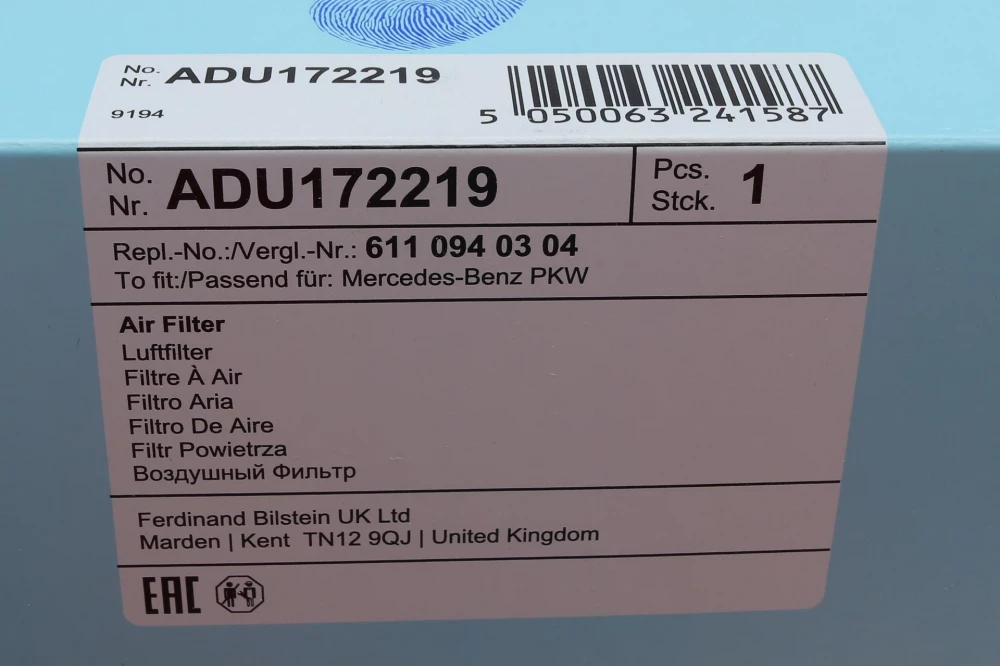 No.
Nr. ADU172219
9194
5 050063 241587
No.
Nr. ADU172219
Pcs.
Stck. 1
Repl.-No.:/Vergl.-Nr.: 611 094 03 04
To fit:/Passend für: Mercedes-Benz PKW
Air Filter
Luftfilter
Filtre À Air
Filtro Aria
Filtro De Aire
Filtr Powietrza
Воздушный Фильтр
Ferdinand Bilstein UK Ltd
Marden | Kent TN12 9QJ | United Kingdom
EAC